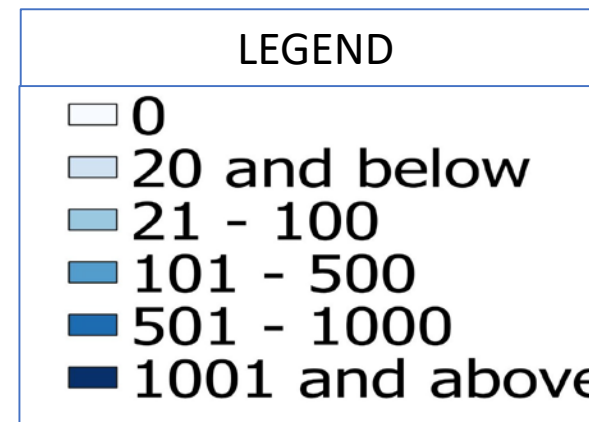 LEGEND
0
20 and below
21 - 100
101 - 500
501 - 1000
1001 and above